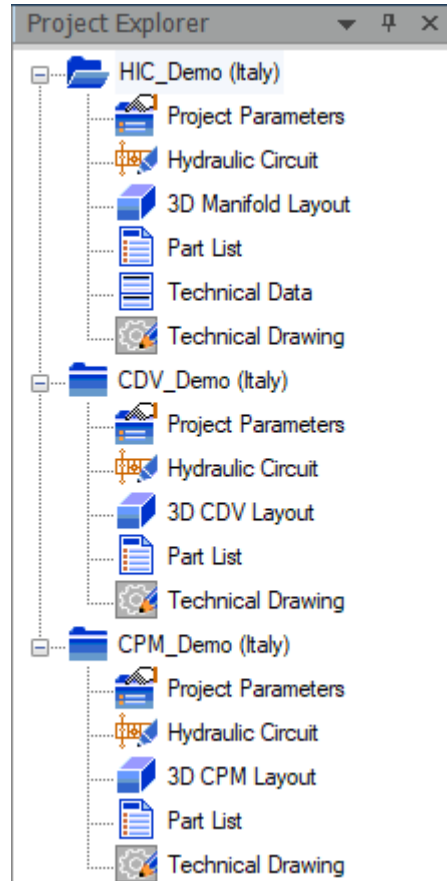 Project Explorer
HIC_Demo (Italy)
Project Parameters
Hydraulic Circuit
3D Manifold Layout
Part List
Technical Data
Technical Drawing
CDV_Demo (Italy)
Project Parameters
Hydraulic Circuit
3D CDV Layout
Part List
Technical Drawing
CPM_Demo (Italy)
Project Parameters
Hydraulic Circuit
3D CPM Layout
Part List
Technical Drawing